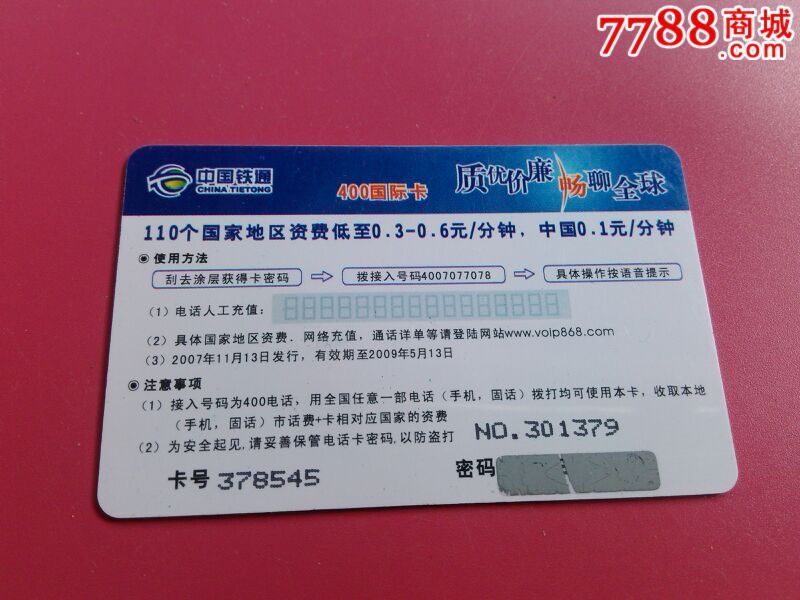 7788商城
.com
中国铁通
CHINA TIETONG
400国际卡
质优价廉 畅聊全球
110个国家地区资费低至0.3-0.6元/分钟，中国0.1元/分钟
◉ 使用方法
刮去涂层获得卡密码 ⇨ 拨接入号码4007077078 ⇨ 具体操作按语音提示
（1）电话人工充值：
（2）具体国家地区资费．网络充值，通话详单等请登陆网站www.voip868.com
（3）2007年11月13日发行，有效期至2009年5月13日
◉ 注意事项
（1）接入号码为400电话，用全国任意一部电话（手机，固话）拨打均可使用本卡，收取本地
（手机，固话）市话费+卡相对应国家的资费
（2）为安全起见,请妥善保管电话卡密码,以防盗打
NO.301379
卡号 378545
密码